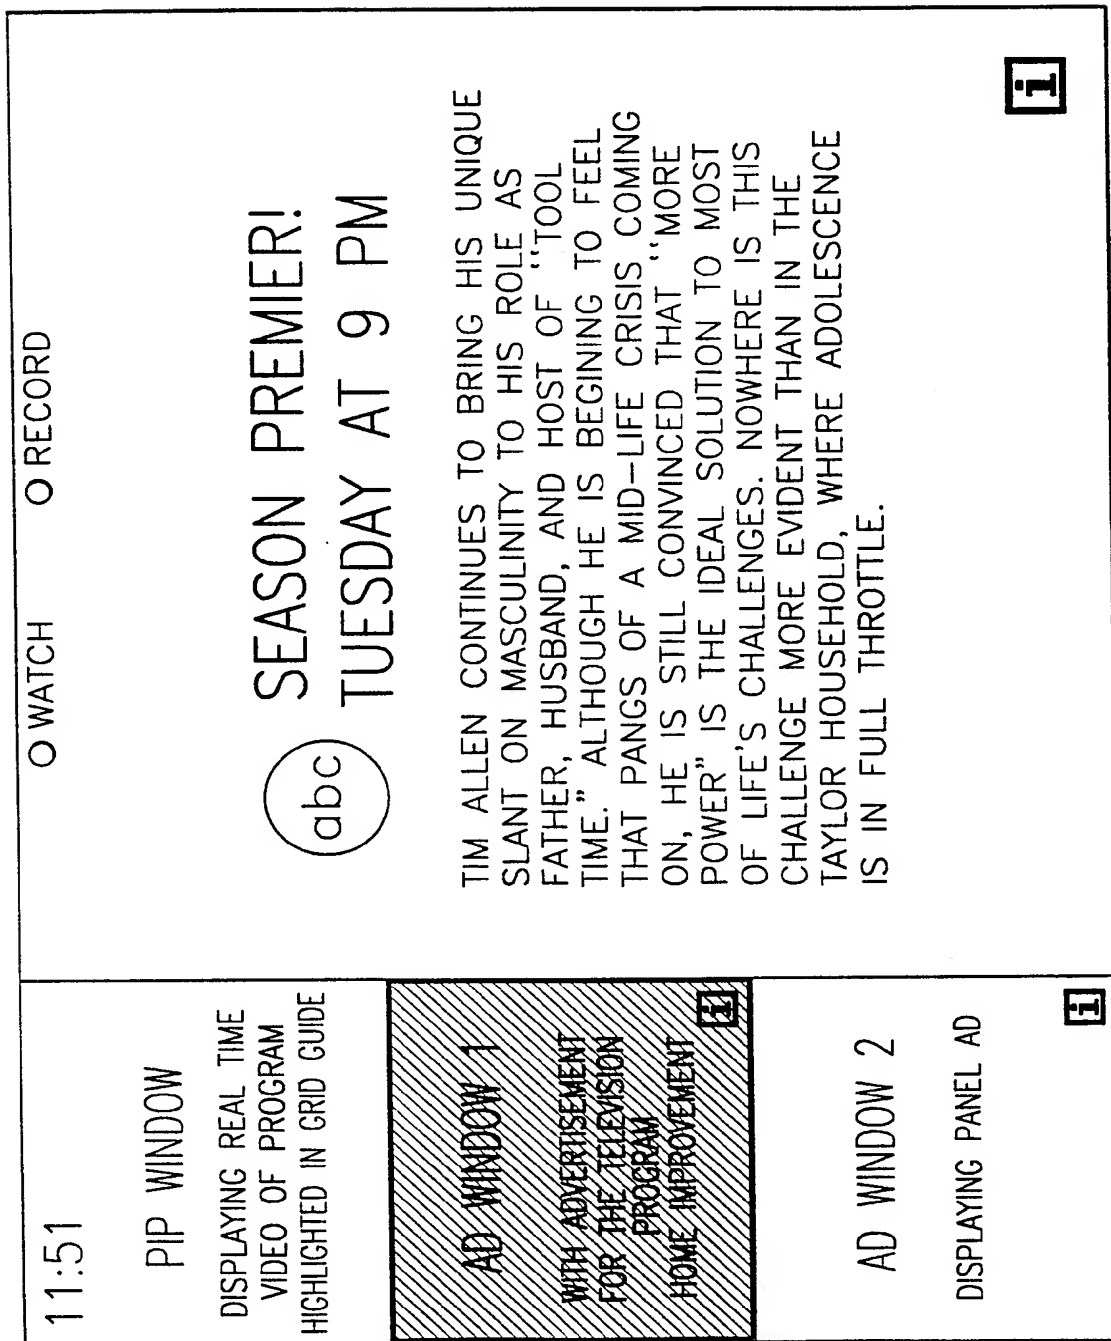 11:51
PIP WINDOW
DISPLAYING REAL TIME
VIDEO OF PROGRAM
HIGHLIGHTED IN GRID GUIDE
AD WINDOW 1
WITH ADVERTISEMENT
FOR THE TELEVISION
PROGRAM
HOME IMPROVEMENT
i
AD WINDOW 2
DISPLAYING PANEL AD
i
O WATCH O RECORD
abc
SEASON PREMIER!
TUESDAY AT 9 PM
TIM ALLEN CONTINUES TO BRING HIS UNIQUE
SLANT ON MASCULINITY TO HIS ROLE AS
FATHER, HUSBAND, AND HOST OF "TOOL
TIME." ALTHOUGH HE IS BEGINING TO FEEL
THAT PANGS OF A MID-LIFE CRISIS COMING
ON, HE IS STILL CONVINCED THAT "MORE
POWER" IS THE IDEAL SOLUTION TO MOST
OF LIFE'S CHALLENGES. NOWHERE IS THIS
CHALLENGE MORE EVIDENT THAN IN THE
TAYLOR HOUSEHOLD, WHERE ADOLESCENCE
IS IN FULL THROTTLE.
i